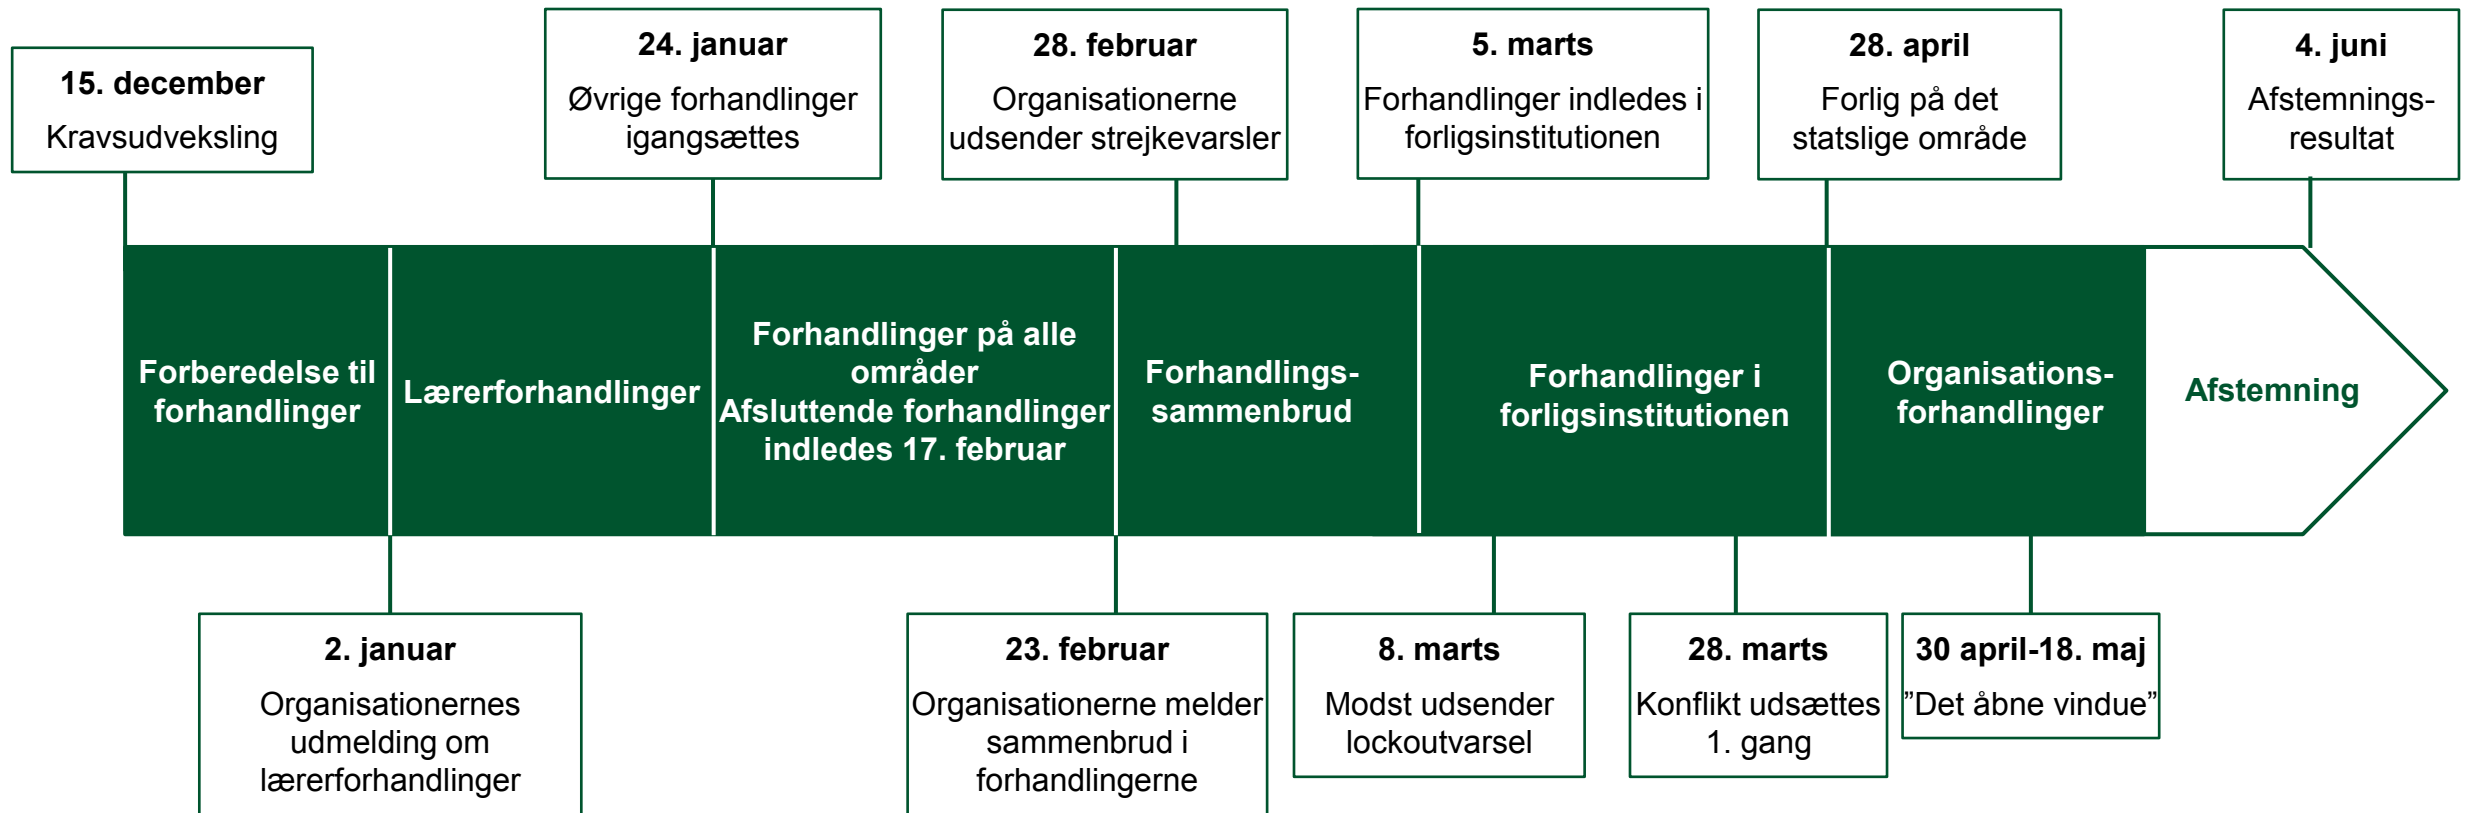 15. december
Kravsudveksling
24. januar
Øvrige forhandlinger
igangsættes
28. februar
Organisationerne
udsender strejkevarsler
5. marts
Forhandlinger indledes i
forligsinstitutionen
28. april
Forlig på det
statslige område
4. juni
Afstemnings-
resultat
Forberedelse til
forhandlinger
Lærerforhandlinger
Forhandlinger på alle
områder
Afsluttende forhandlinger
indledes 17. februar
Forhandlings-
sammenbrud
Forhandlinger i
forligsinstitutionen
Organisations-
forhandlinger
Afstemning
2. januar
Organisationernes
udmelding om
lærerforhandlinger
23. februar
Organisationerne melder
sammenbrud i
forhandlingerne
8. marts
Modst udsender
lockoutvarsel
28. marts
Konflikt udsættes
1. gang
30 april-18. maj
”Det åbne vindue”